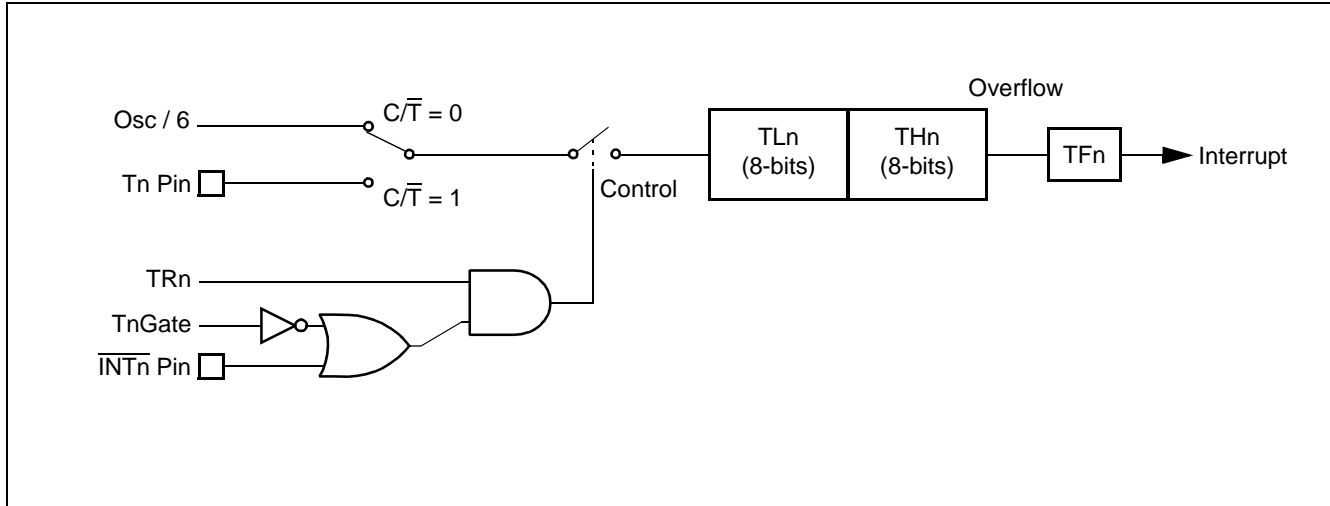 Overflow
Osc / 6
C/T̅ = 0
TLn
(8-bits)
THn
(8-bits)
TFn
Interrupt
Tn Pin
C/T̅ = 1
Control
TRn
TnGate
I̅N̅T̅n̅ Pin